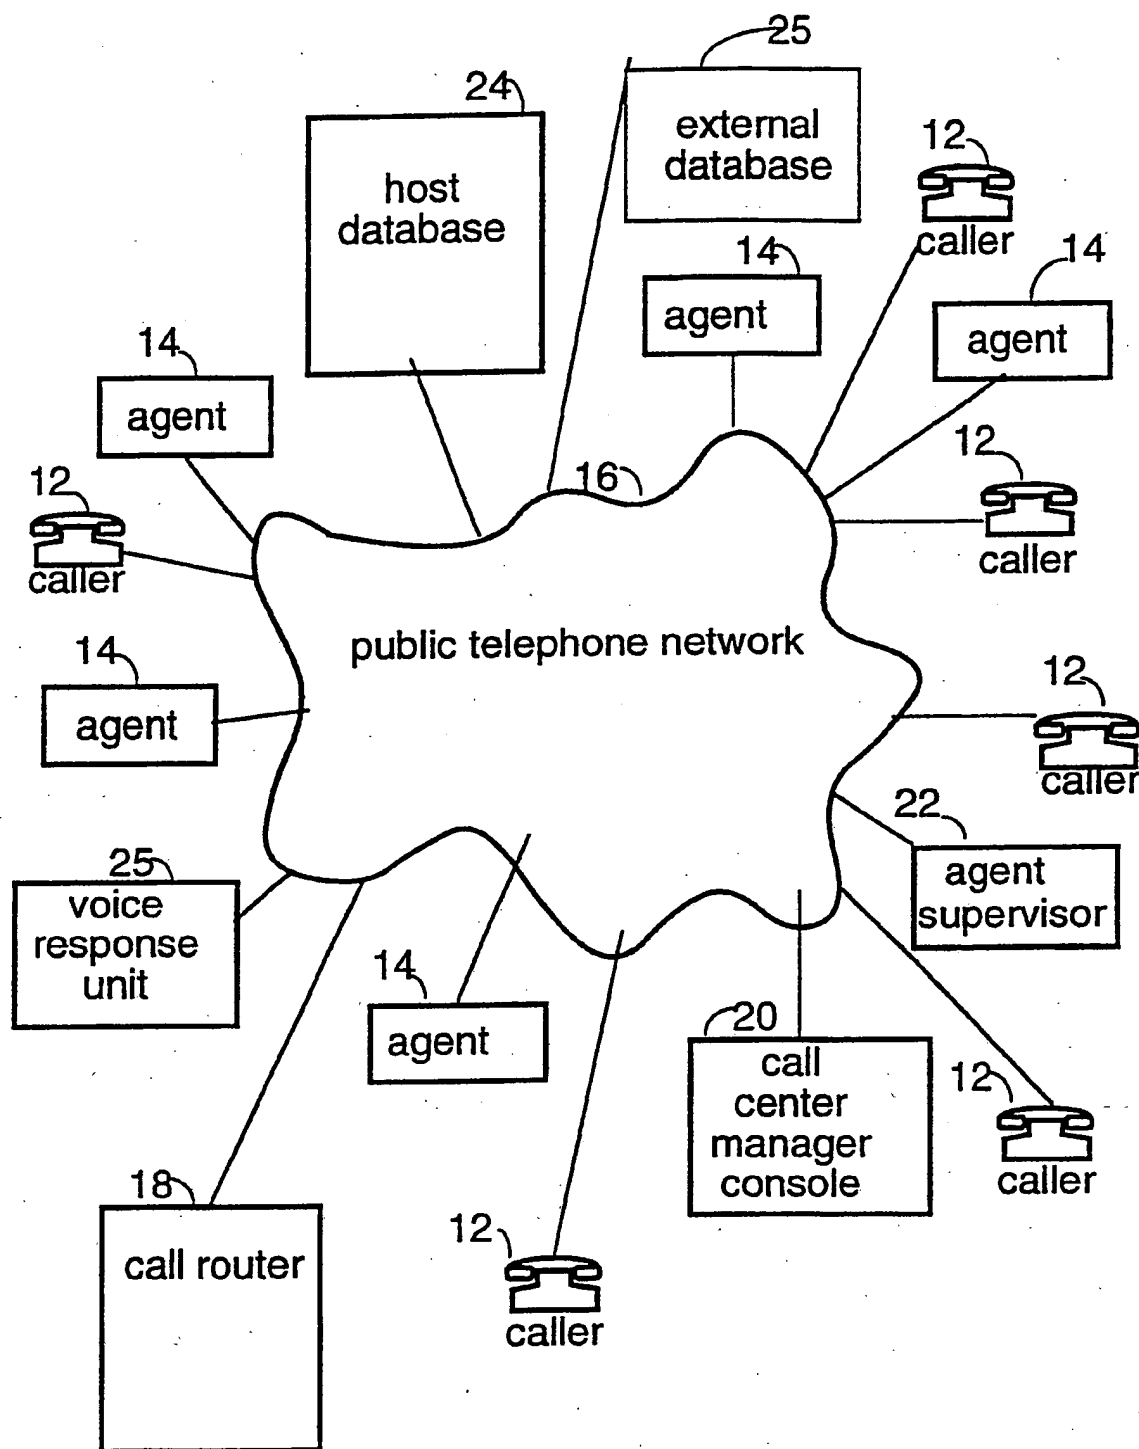 25
24
external
database
12
host
database
caller
14
agent
14
agent
14
agent
12
caller
16
12
caller
public telephone network
14
agent
12
caller
22
agent
supervisor
25
voice
response
unit
14
agent
20
call
center
manager
console
12
caller
18
call router
12
caller